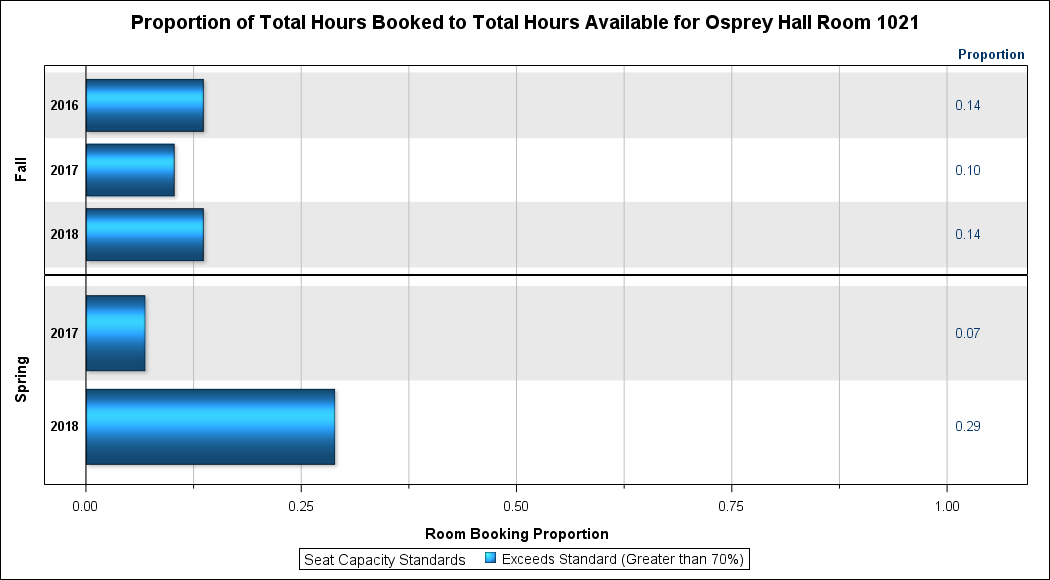 Proportion of Total Hours Booked to Total Hours Available for Osprey Hall Room 1021
Proportion
Fall
2016 0.14
2017 0.10
2018 0.14
Spring
2017 0.07
2018 0.29
0.00 0.25 0.50 0.75 1.00
Room Booking Proportion
Seat Capacity Standards Exceeds Standard (Greater than 70%)